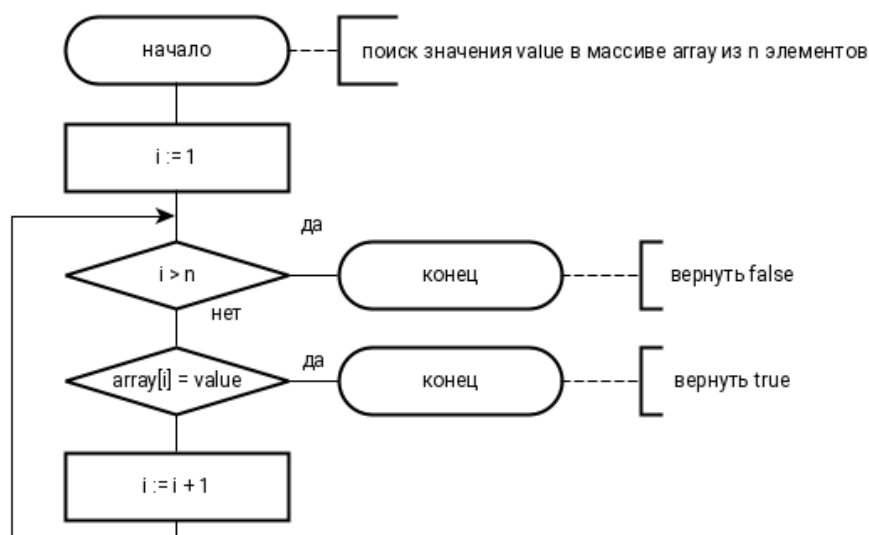 начало
поиск значения value в массиве array из n элементов
i := 1
да
i > n
конец
вернуть false
нет
да
array[i] = value
конец
вернуть true
i := i + 1